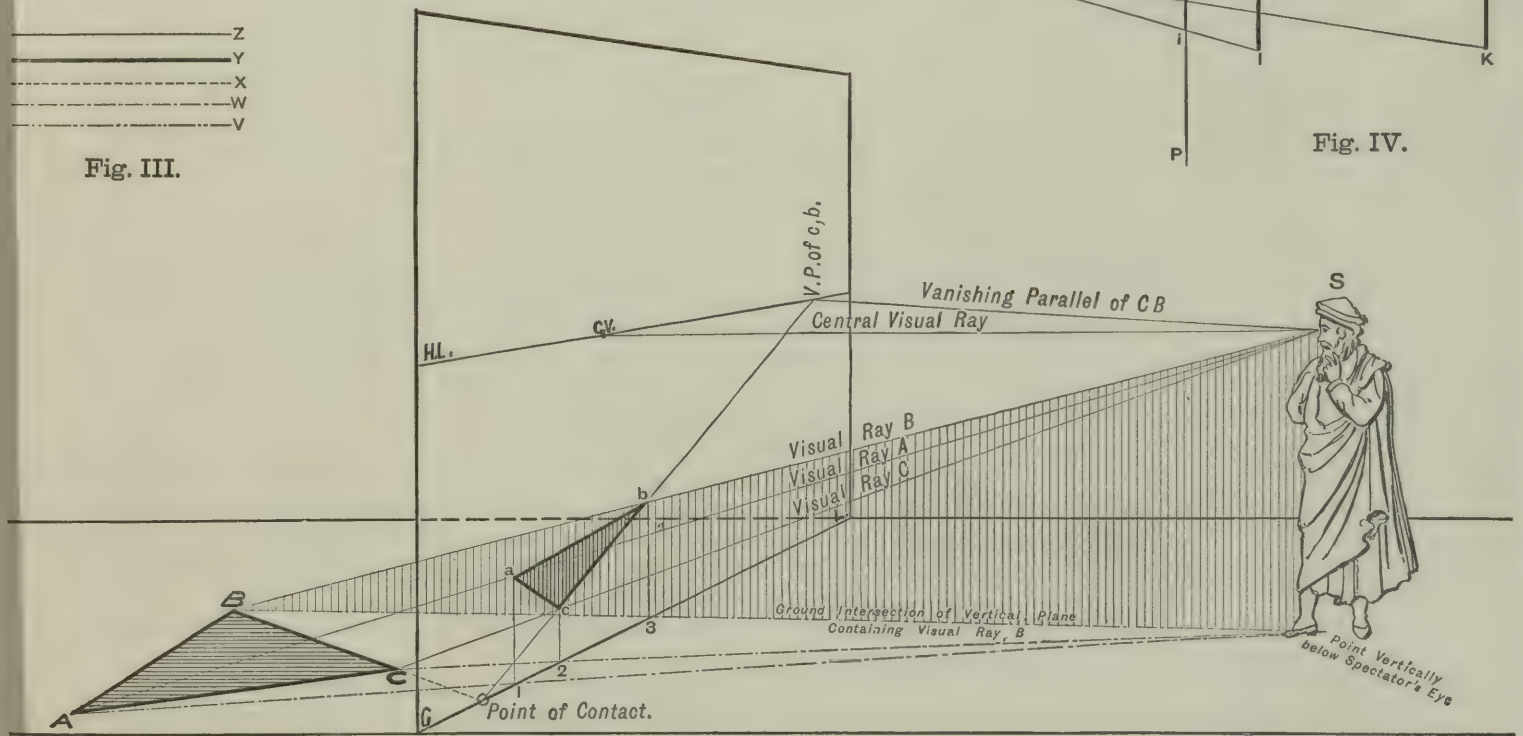 Z
Y
X
W
V
Fig. III.
i
I
K
P
Fig. IV.
S
V.P. of c,b.
Vanishing Parallel of CB
C.V.
Central Visual Ray
H.L.
Visual Ray B
Visual Ray A
Visual Ray C
b
L.
a
c
B
Ground Intersection of Vertical Plane
3
Containing Visual Ray, B
Point Vertically
below Spectator's Eye
C
2
1
A
G
Point of Contact.